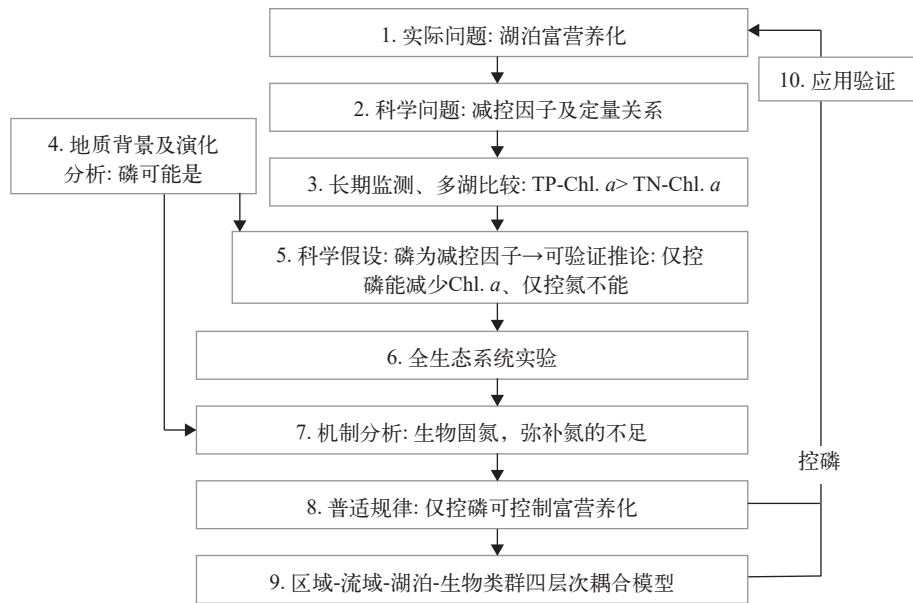 1. 实际问题: 湖泊富营养化
10. 应用验证
2. 科学问题: 减控因子及定量关系
4. 地质背景及演化
分析: 磷可能是
3. 长期监测、多湖比较: TP-Chl. a> TN-Chl. a
5. 科学假设: 磷为减控因子→可验证推论: 仅控
磷能减少Chl. a、仅控氮不能
6. 全生态系统实验
7. 机制分析: 生物固氮，弥补氮的不足
控磷
8. 普适规律: 仅控磷可控制富营养化
9. 区域-流域-湖泊-生物类群四层次耦合模型